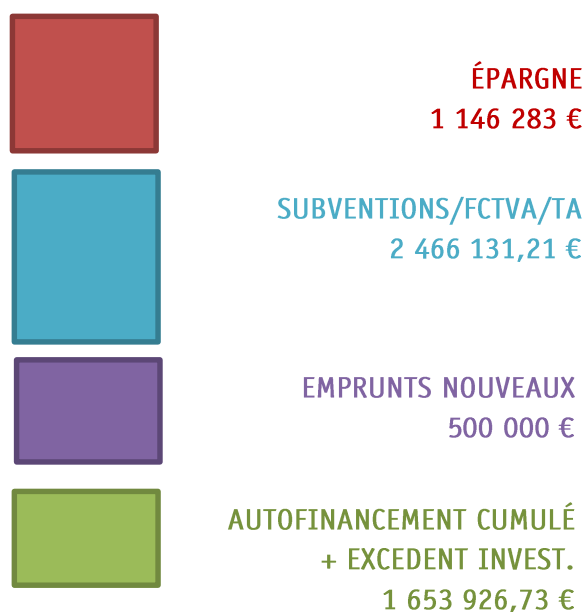 ÉPARGNE
1 146 283 €
SUBVENTIONS/FCTVA/TA
2 466 131,21 €
EMPRUNTS NOUVEAUX
500 000 €
AUTOFINANCEMENT CUMULÉ
+ EXCEDENT INVEST.
1 653 926,73 €